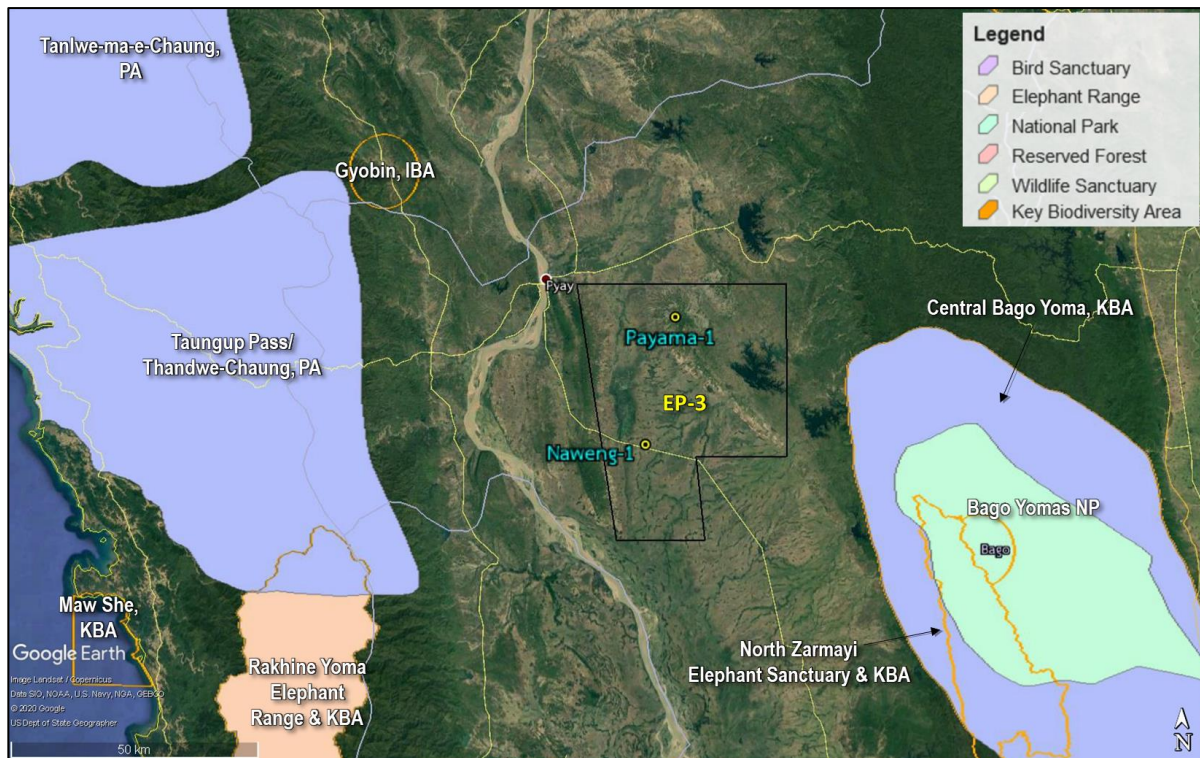 Tanlwe-ma-e-Chaung,
PA
Legend
Bird Sanctuary
Elephant Range
National Park
Reserved Forest
Wildlife Sanctuary
Key Biodiversity Area
Gyobin, IBA
Pyay
Central Bago Yoma, KBA
Payama-1
Taungup Pass/
Thandwe-Chaung, PA
EP-3
Naweng-1
Bago Yomas NP
Bago
Maw She,
KBA
North Zarmayi
Elephant Sanctuary & KBA
Google Earth
Rakhine Yoma
Elephant
Range & KBA
Image Landsat / Copernicus
Data SIO, NOAA, U.S. Navy, NGA, GEBCO
© 2020 Google
US Dept of State Geographer
50 km
N